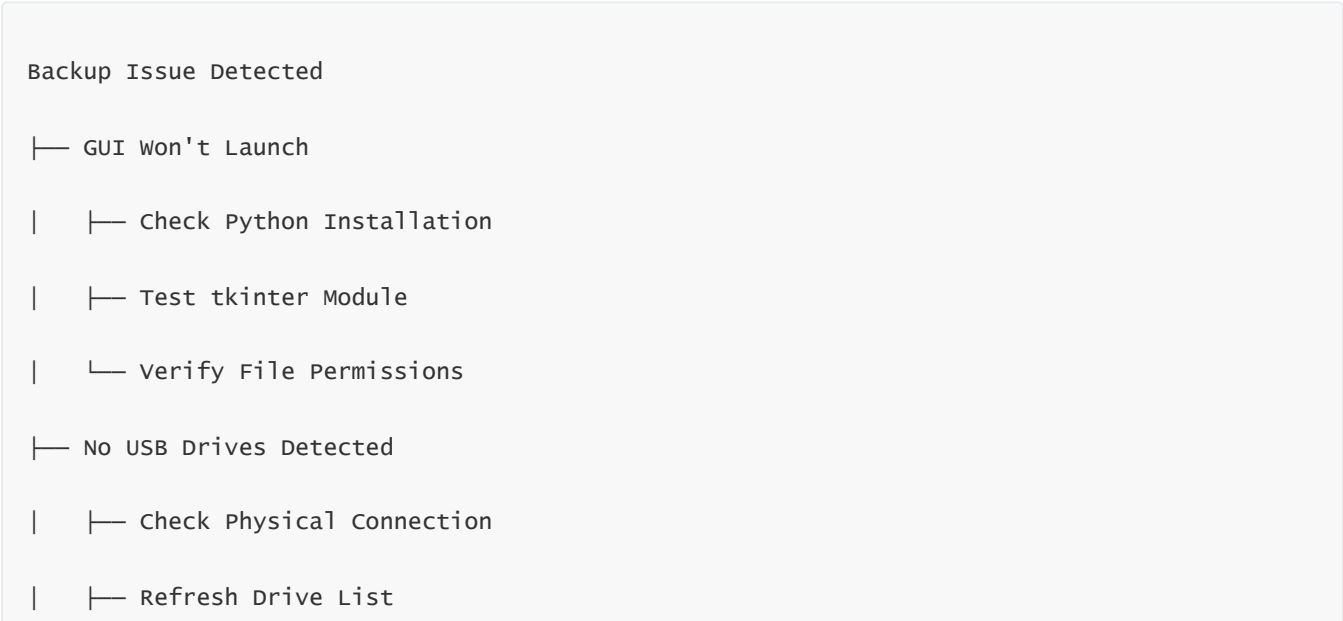 Backup Issue Detected
├── GUI Won't Launch
│   ├── Check Python Installation
│   ├── Test tkinter Module
│   └── Verify File Permissions
├── No USB Drives Detected
│   ├── Check Physical Connection
│   ├── Refresh Drive List